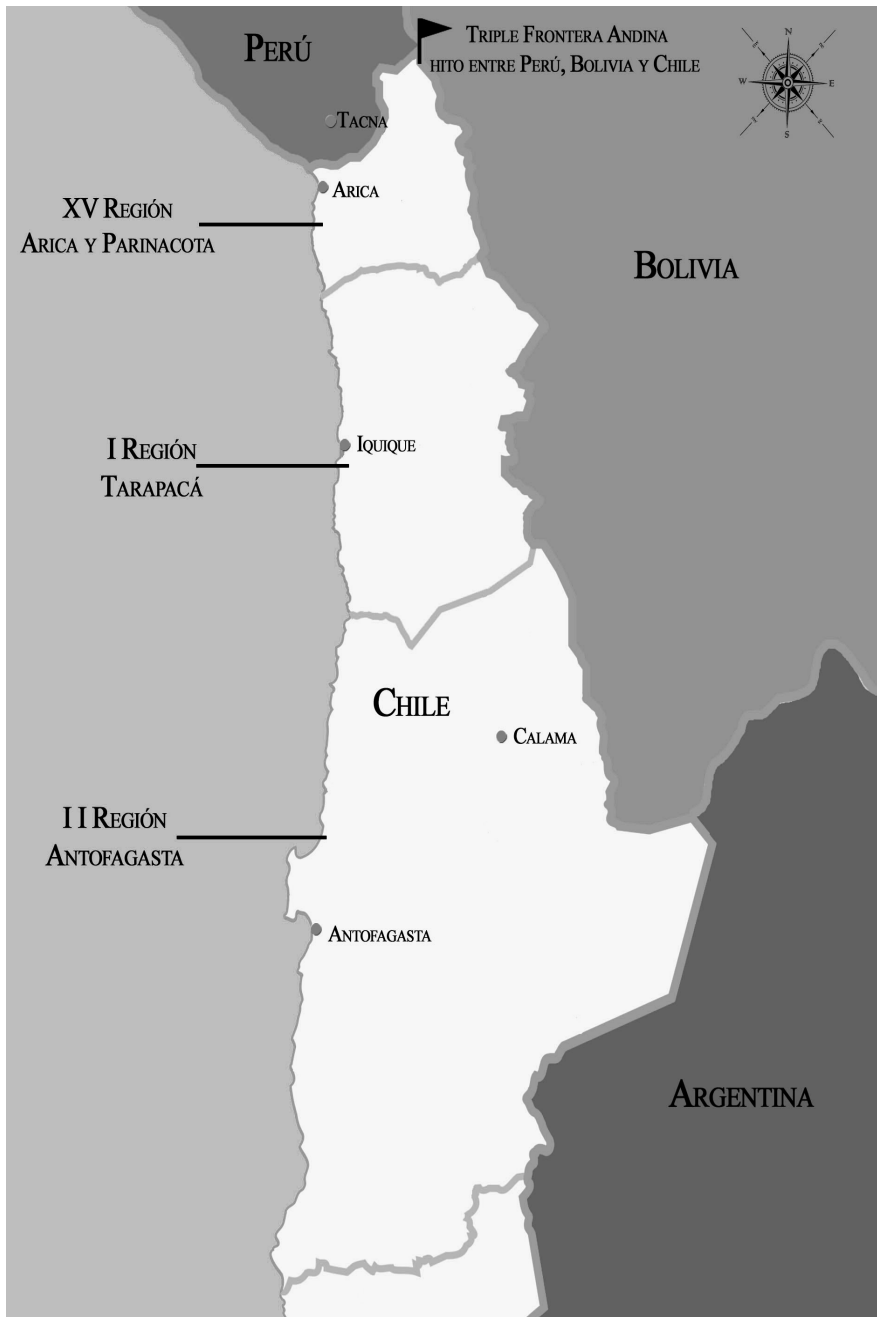 PERÚ
TRIPLE FRONTERA ANDINA
HITO ENTRE PERÚ, BOLIVIA Y CHILE
N
W
E
S
TACNA
ARICA
XV REGIÓN
ARICA Y PARINACOTA
BOLIVIA
I REGIÓN
TARAPACÁ
IQUIQUE
CHILE
CALAMA
I I REGIÓN
ANTOFAGASTA
ANTOFAGASTA
ARGENTINA